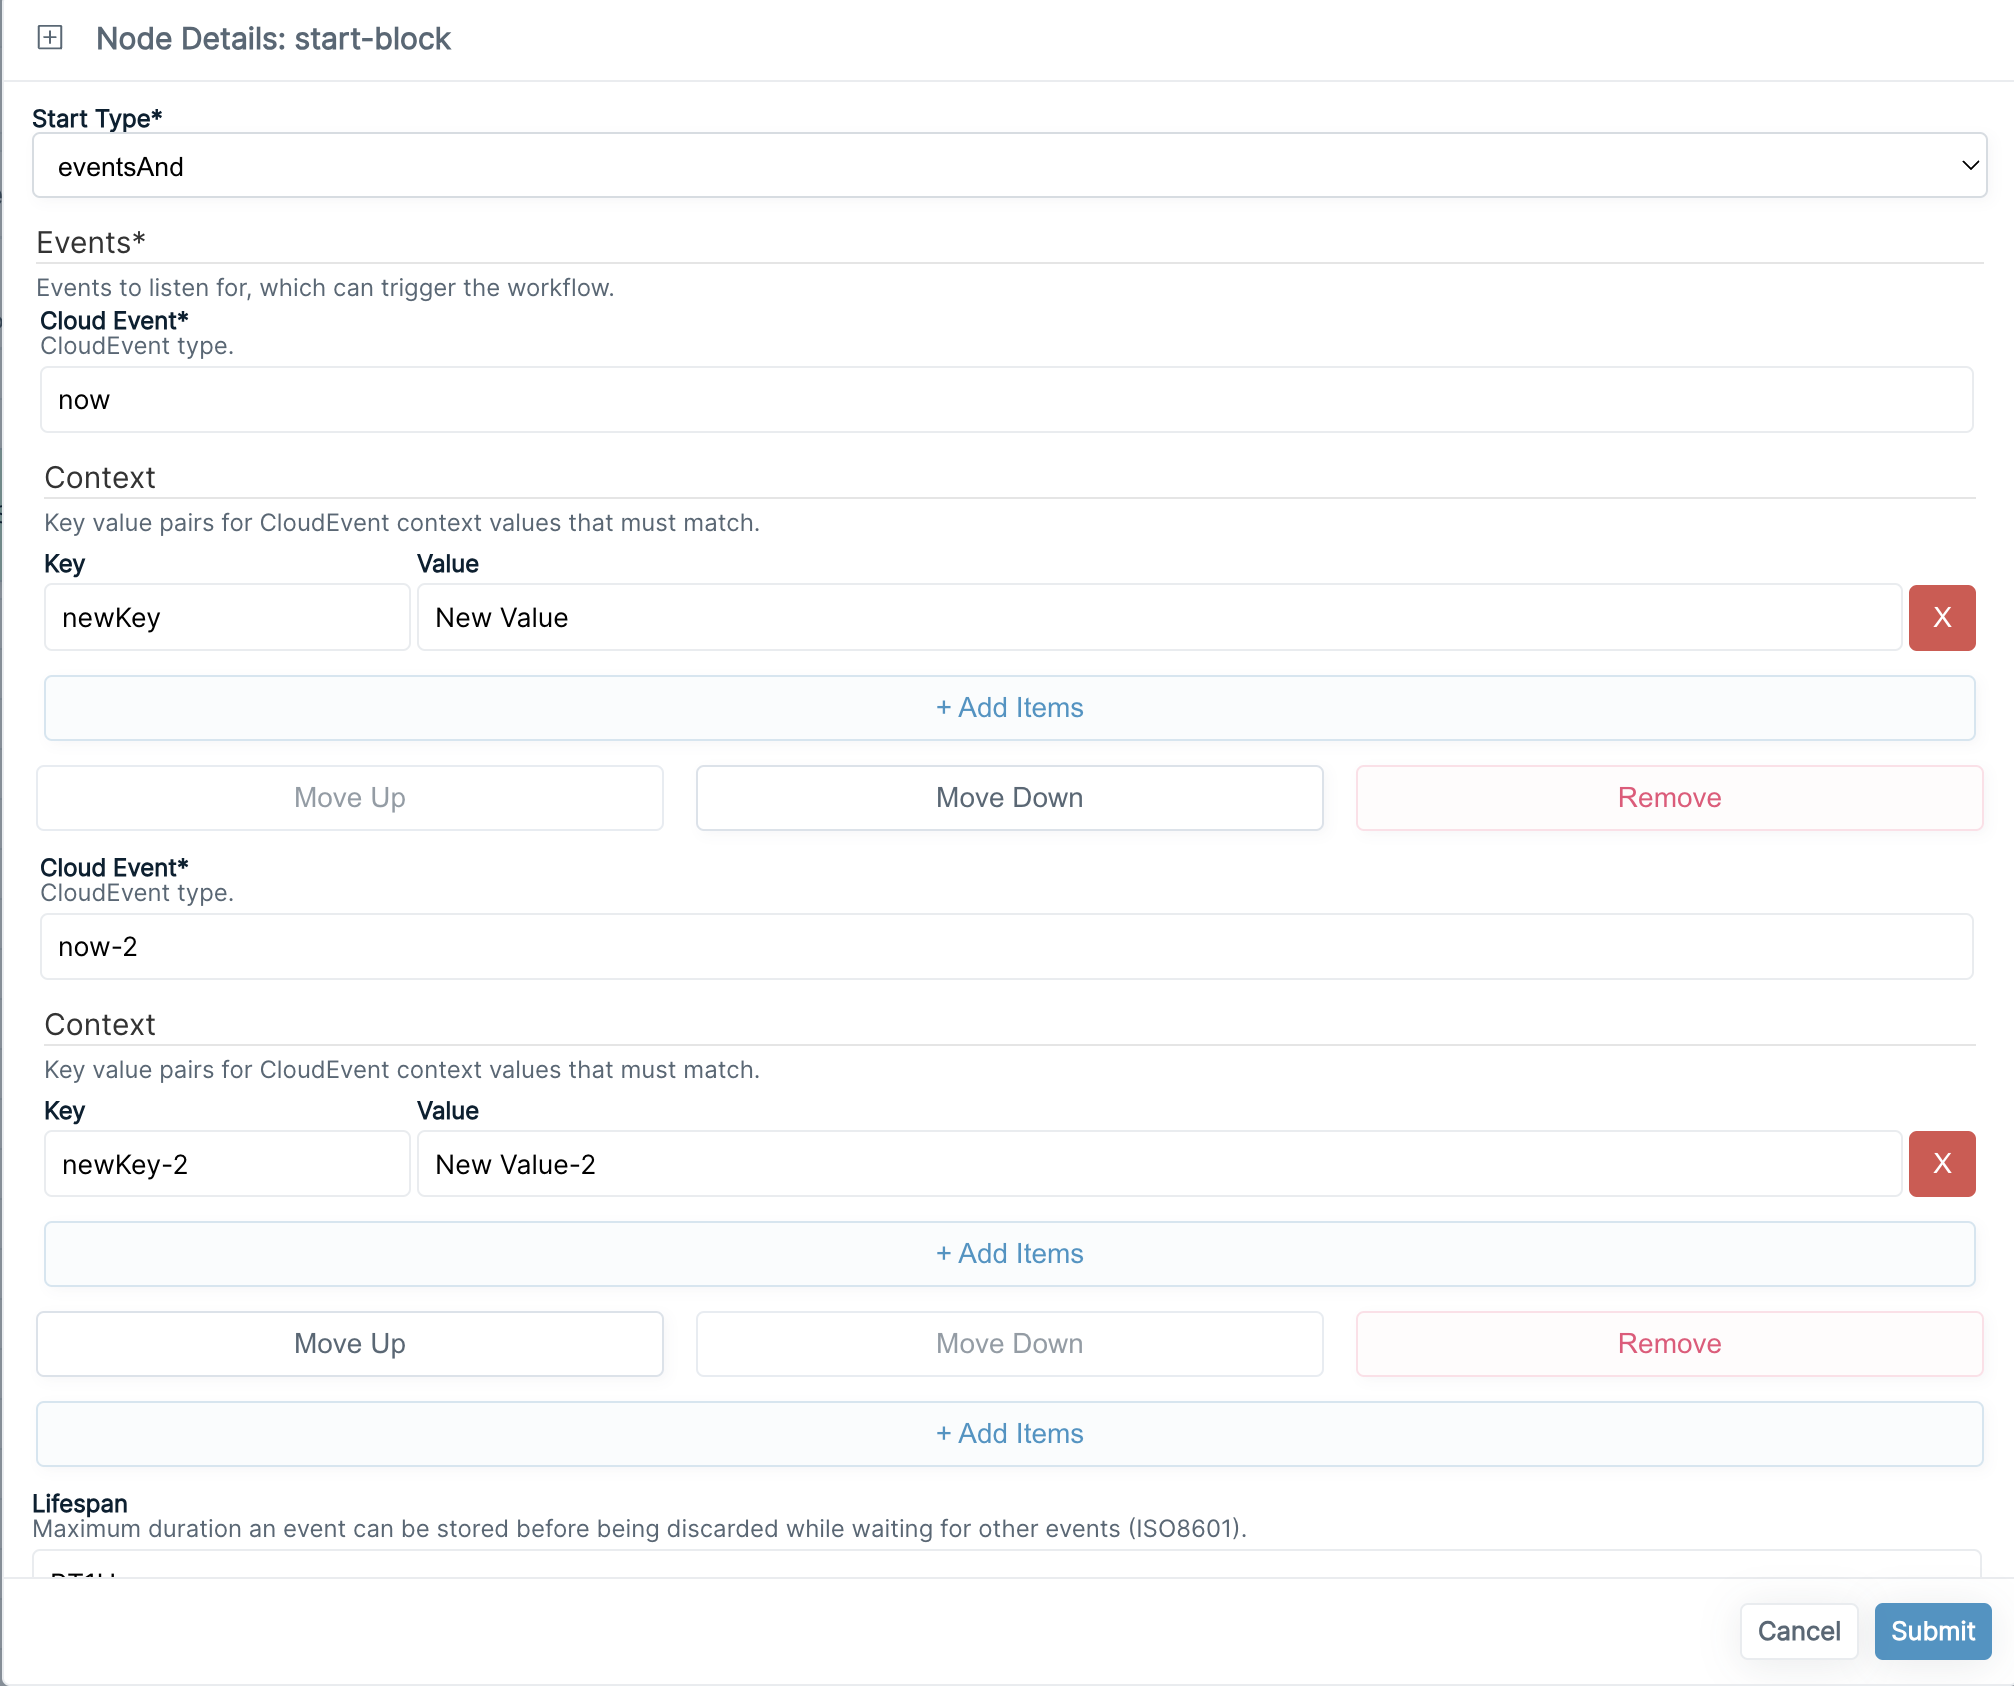 Node Details: start-block
Start Type*
eventsAnd
Events*
Events to listen for, which can trigger the workflow.
Cloud Event*
CloudEvent type.
now
Context
Key value pairs for CloudEvent context values that must match.
Key Value
newKey New Value X
+ Add Items
Move Up Move Down Remove
Cloud Event*
CloudEvent type.
now-2
Context
Key value pairs for CloudEvent context values that must match.
Key Value
newKey-2 New Value-2 X
+ Add Items
Move Up Move Down Remove
+ Add Items
Lifespan
Maximum duration an event can be stored before being discarded while waiting for other events (ISO8601).
Cancel Submit